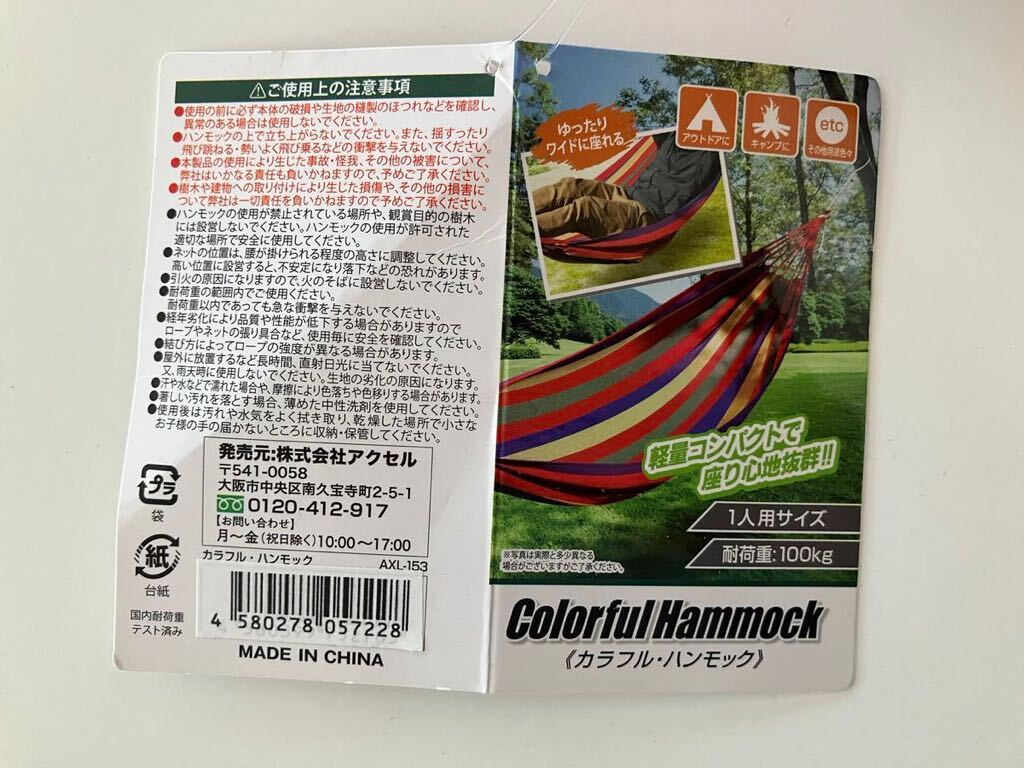 ⚠ご使用上の注意事項
●使用の前に必ず本体の破損や生地の縫製のほつれなどを確認し、
異常のある場合は使用しないでください。
●ハンモックの上で立ち上がらないでください。また、揺すったり
飛び跳ねる・勢いよく飛び乗るなどの衝撃を与えないでください。
●本製品の使用により生じた事故・怪我、その他の被害について、
弊社はいかなる責任も負いかねますので、予めご了承ください。
●樹木や建物への取り付けにより生じた損傷や、その他の損害に
ついて弊社は一切責任を負いかねますので予めご了承ください。
●ハンモックの使用が禁止されている場所や、観賞目的の樹木
には設営しないでください。ハンモックの使用が許可された
適切な場所で安全に使用してください。
●ネットの位置は、腰が掛けられる程度の高さに調整してください。
高い位置に設営すると、不安定になり落下などの恐れがあります。
●引火の原因になりますので、火のそばに設営しないでください。
●耐荷重の範囲内でご使用ください。
耐荷重以内であっても急な衝撃を与えないでください。
●経年劣化により品質や性能が低下する場合がありますので
ロープやネットの張り具合など、使用毎に安全を確認してください。
●結び方によってロープの強度が異なる場合があります。
●屋外に放置するなど長時間、直射日光に当てないでください。
又、雨天時に使用しないでください。生地の劣化の原因になります。
●汗や水などで濡れた場合や、摩擦により色落ちや色移りする場合があります。
●著しい汚れを落とす場合、薄めた中性洗剤を使用してください。
●使用後は汚れや水気をよく拭き取り、乾燥した場所で小さな
お子様の手の届かないところに収納・保管してください。
プラ
袋
紙
台紙
国内耐荷重
テスト済み
発売元:株式会社アクセル
〒541-0058
大阪市中央区南久宝寺町2-5-1
0120-412-917
【お問い合わせ】
月〜金(祝日除く)10:00〜17:00
カラフル・ハンモック AXL-153
4 580278 057228
MADE IN CHINA
ゆったり
ワイドに座れる
アウトドアに
キャンプに
etc
その他用途色々
軽量コンパクトで
座り心地抜群!!
1人用サイズ
耐荷重:100kg
※写真は実際と多少異なる
場合がございますがご了承ください。
Colorful Hammock
《カラフル・ハンモック》